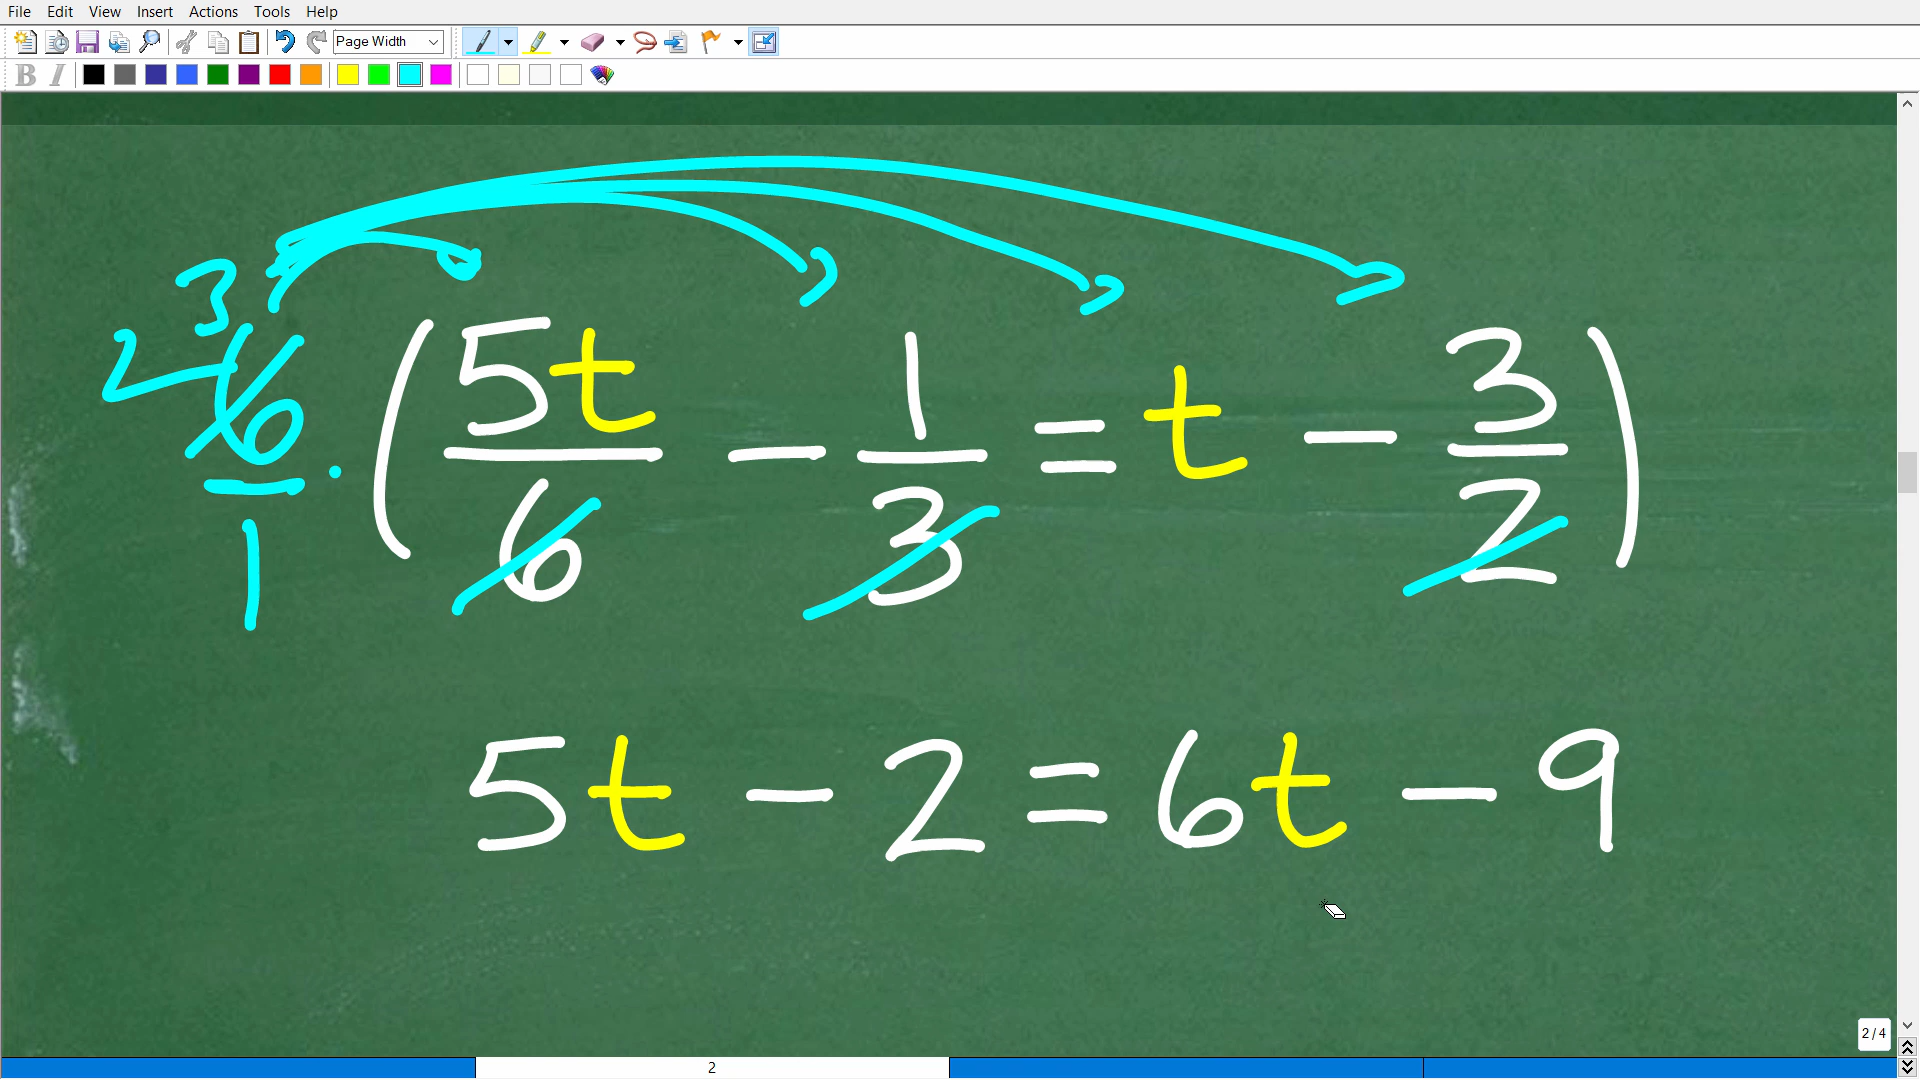 File Edit View Insert Actions Tools Help
Page Width
B I
3
2 6/1 · (5t/6 - 1/3 = t - 3/2)
5t - 2 = 6t - 9
2 / 4
2